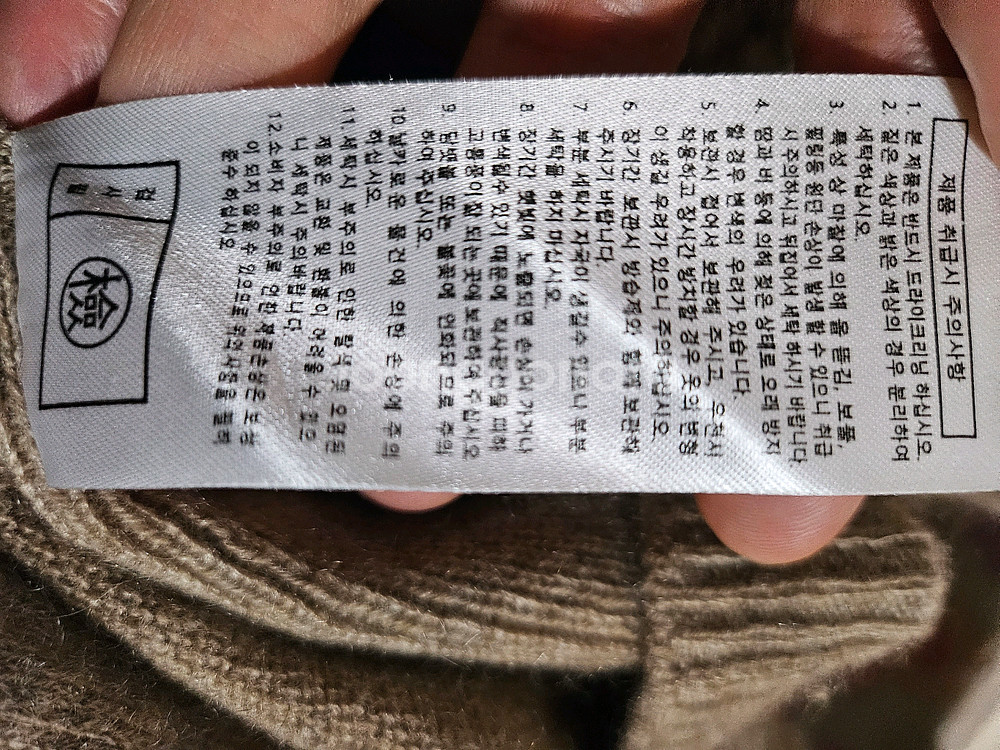 제품 취급시 주의사항
1. 본 제품은 반드시 드라이크리닝 하십시오.
2. 짙은 색상과 밝은 색상의 경우 분리하여
세탁하십시오.
3. 특성 상 마찰에 의해 올 뜯김, 보풀,
필링등 원단 손상이 발생 할 수 있으니 취급
시 주의하시고 뒤집어서 세탁 하시기 바랍니다
4. 땀과 비 등에 의해 젖은 상태로 오래 방치
할 경우 변색의 우려가 있습니다.
5. 보관시 접어서 보관해 주시고, 우천시
착용하고 장시간 방치할 경우 옷의 변형
이 생길 우려가 있으니 주의하십시오
6. 장기간 보관시 방습제와 함께 보관해
주시기 바랍니다.
7. 부분 세탁시 자국이 생길수 있으니 부분
세탁을 하지 마십시오.
8. 장기간 햇빛에 노출되면 손상이 가거나
변색될수 있기 때문에 직사광선을 피하
고 통풍이 잘 되는 곳에 보관하여 주십시오
9. 담뱃불 또는 불꽃에 인화되므로 주의
하여 주십시오.
10. 날카로운 물건에 의한 손상에 주의
하십시오.
11. 세탁시 부주의로 인한 탈색 및 오염된
제품은 교환 및 환불이 어려울 수 있으
니 세탁시 주의바랍니다.
12. 소비자 부주의로 인한 제품손상은 보상
이 되지 않을 수 있으므로 위의사항을 필히
준수 하십시오
검사필
檢